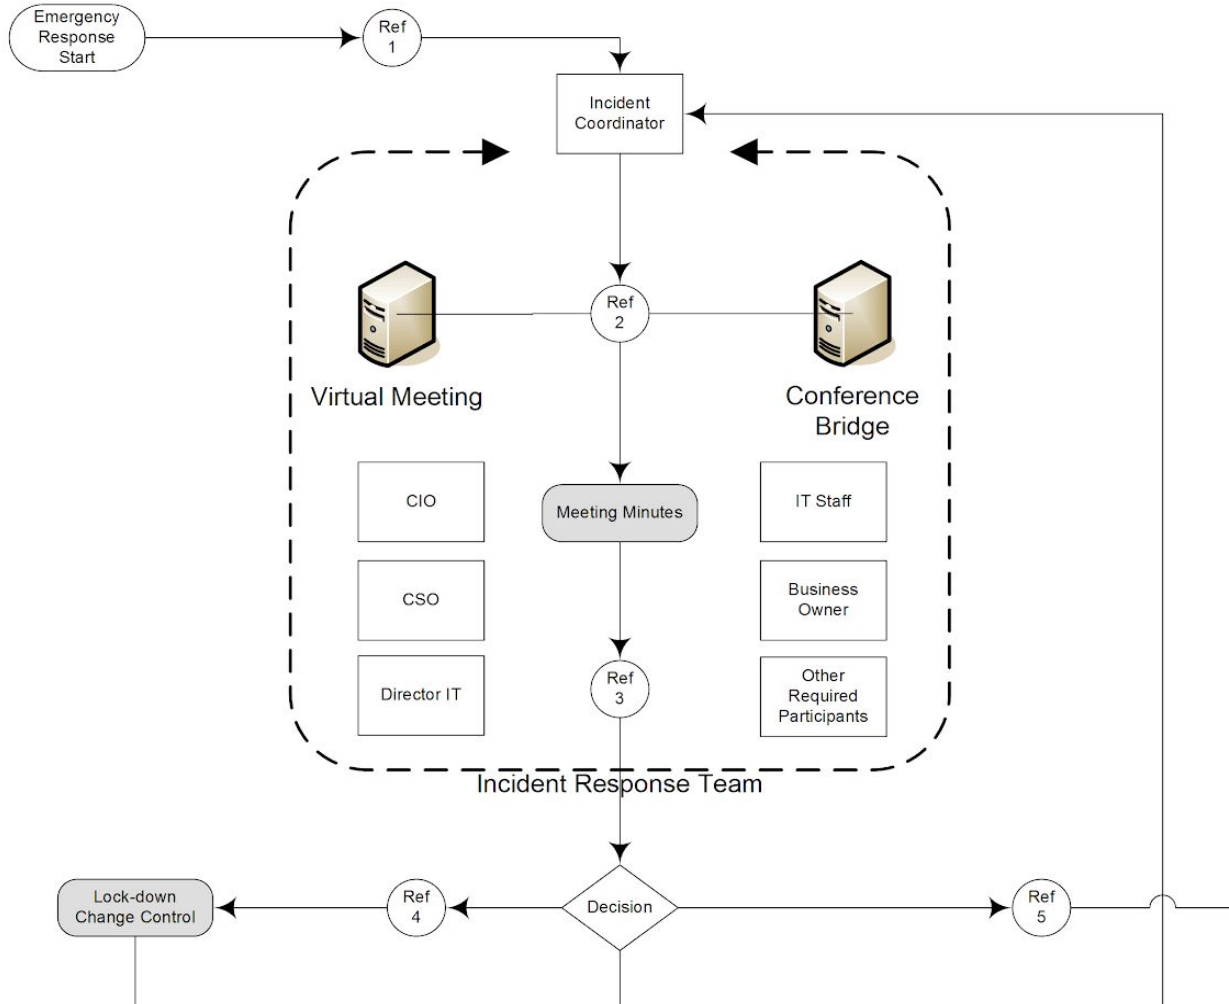 Emergency
Response
Start
Ref
1
Incident
Coordinator
Ref
2
Virtual Meeting
Conference
Bridge
CIO
Meeting Minutes
IT Staff
CSO
Business
Owner
Director IT
Ref
3
Other
Required
Participants
Incident Response Team
Lock-down
Change Control
Ref
4
Decision
Ref
5